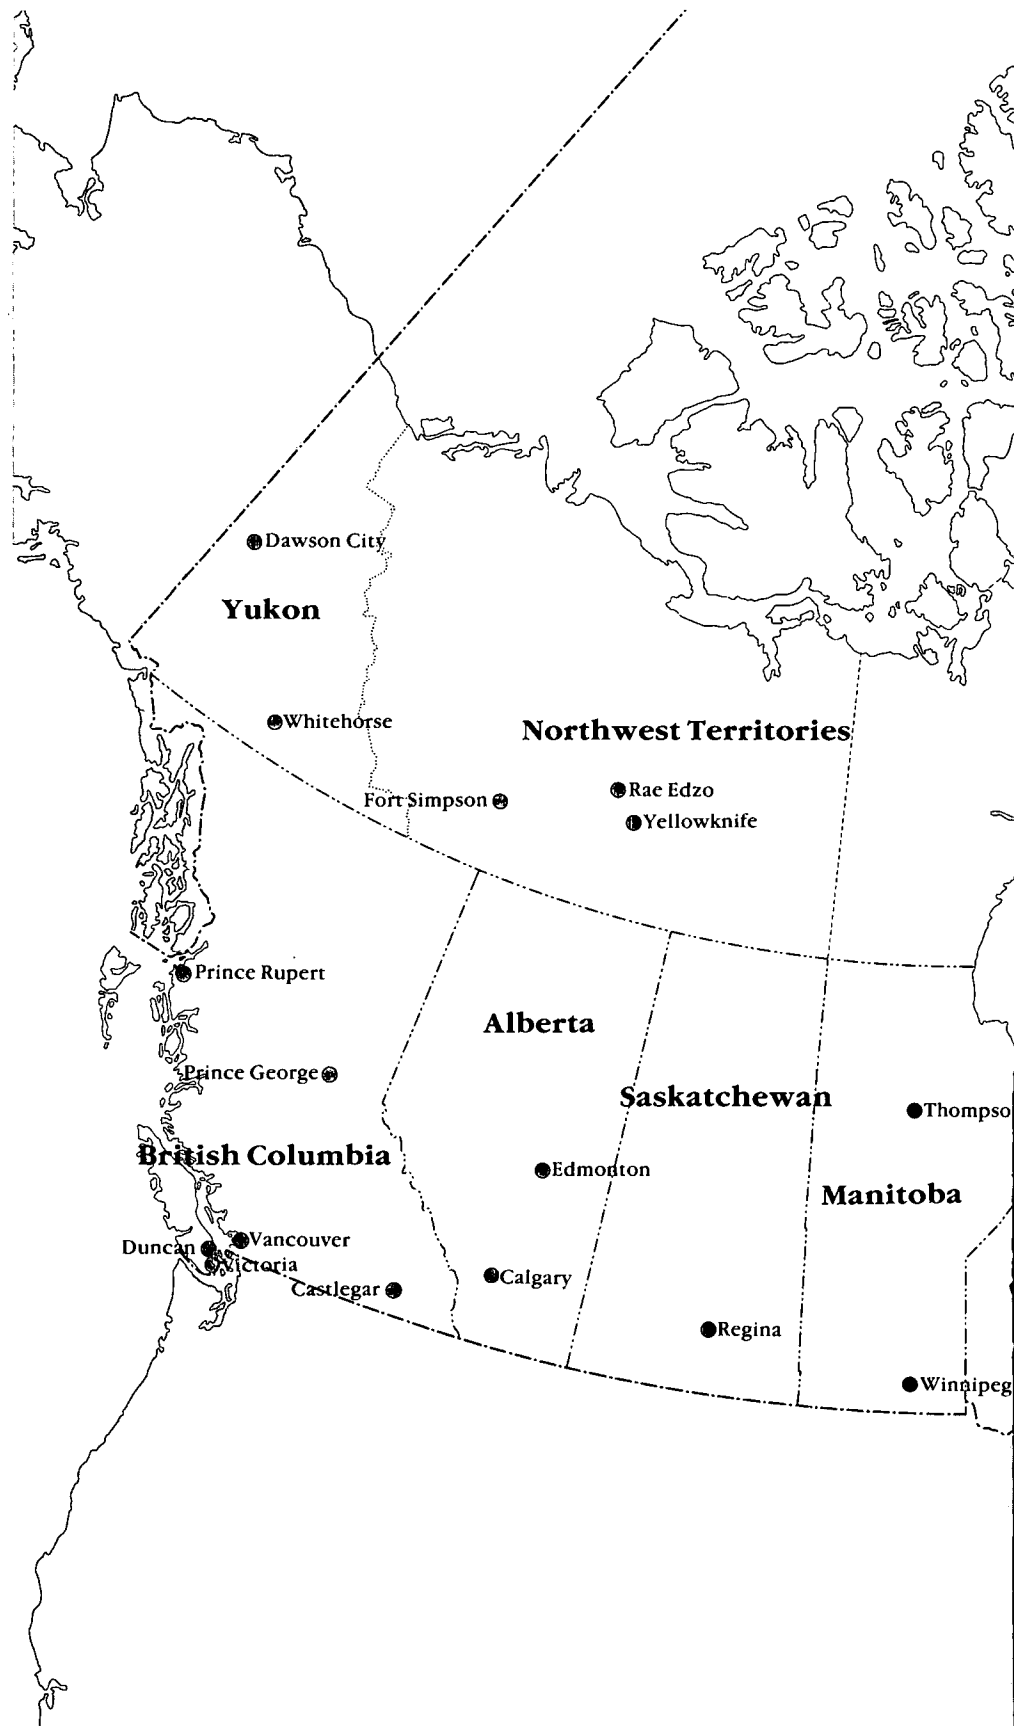 Dawson City
Yukon
Whitehorse
Northwest Territories
Rae Edzo
Fort Simpson
Yellowknife
Prince Rupert
Alberta
Prince George
Saskatchewan
Thompso
British Columbia
Edmonton
Manitoba
Vancouver
Duncan
Victoria
Calgary
Castlegar
Regina
Winnipeg